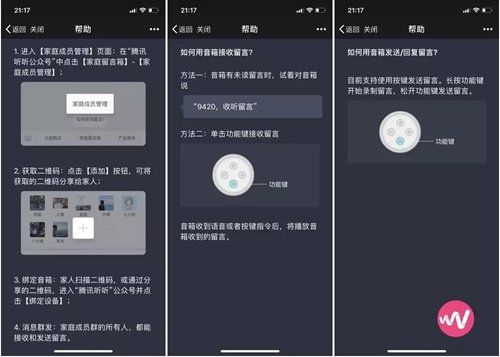 21:17
返回 关闭
帮助
1. 进入【家庭成员管理】页面：在“腾讯
听听公众号”中点击【家庭留言箱】-【家
庭成员管理】；
家庭成员管理
如何使用留言?
2. 获取二维码：点击【添加】按钮，可将
获取的二维码分享给家人；
3. 绑定音箱：家人扫描二维码，或通过分
享的二维码，进入“腾讯听听”公众号并点
击【绑定设备】；
4. 消息群发：家庭成员群的所有人，都能
接收和发送留言。
21:17
返回 关闭
帮助
如何用音箱接收留言?
方法一：音箱有未读留言时，试着对音箱
说
“9420，收听留言”
方法二：单击功能键接收留言
功能键
音箱收到语音或者按键指令后，将播放音
箱收到的留言。
21:17
返回 关闭
帮助
如何用音箱发送/回复留言?
目前支持使用按键发送留言。长按功能键
开始录制留言，松开功能键发送留言。
功能键